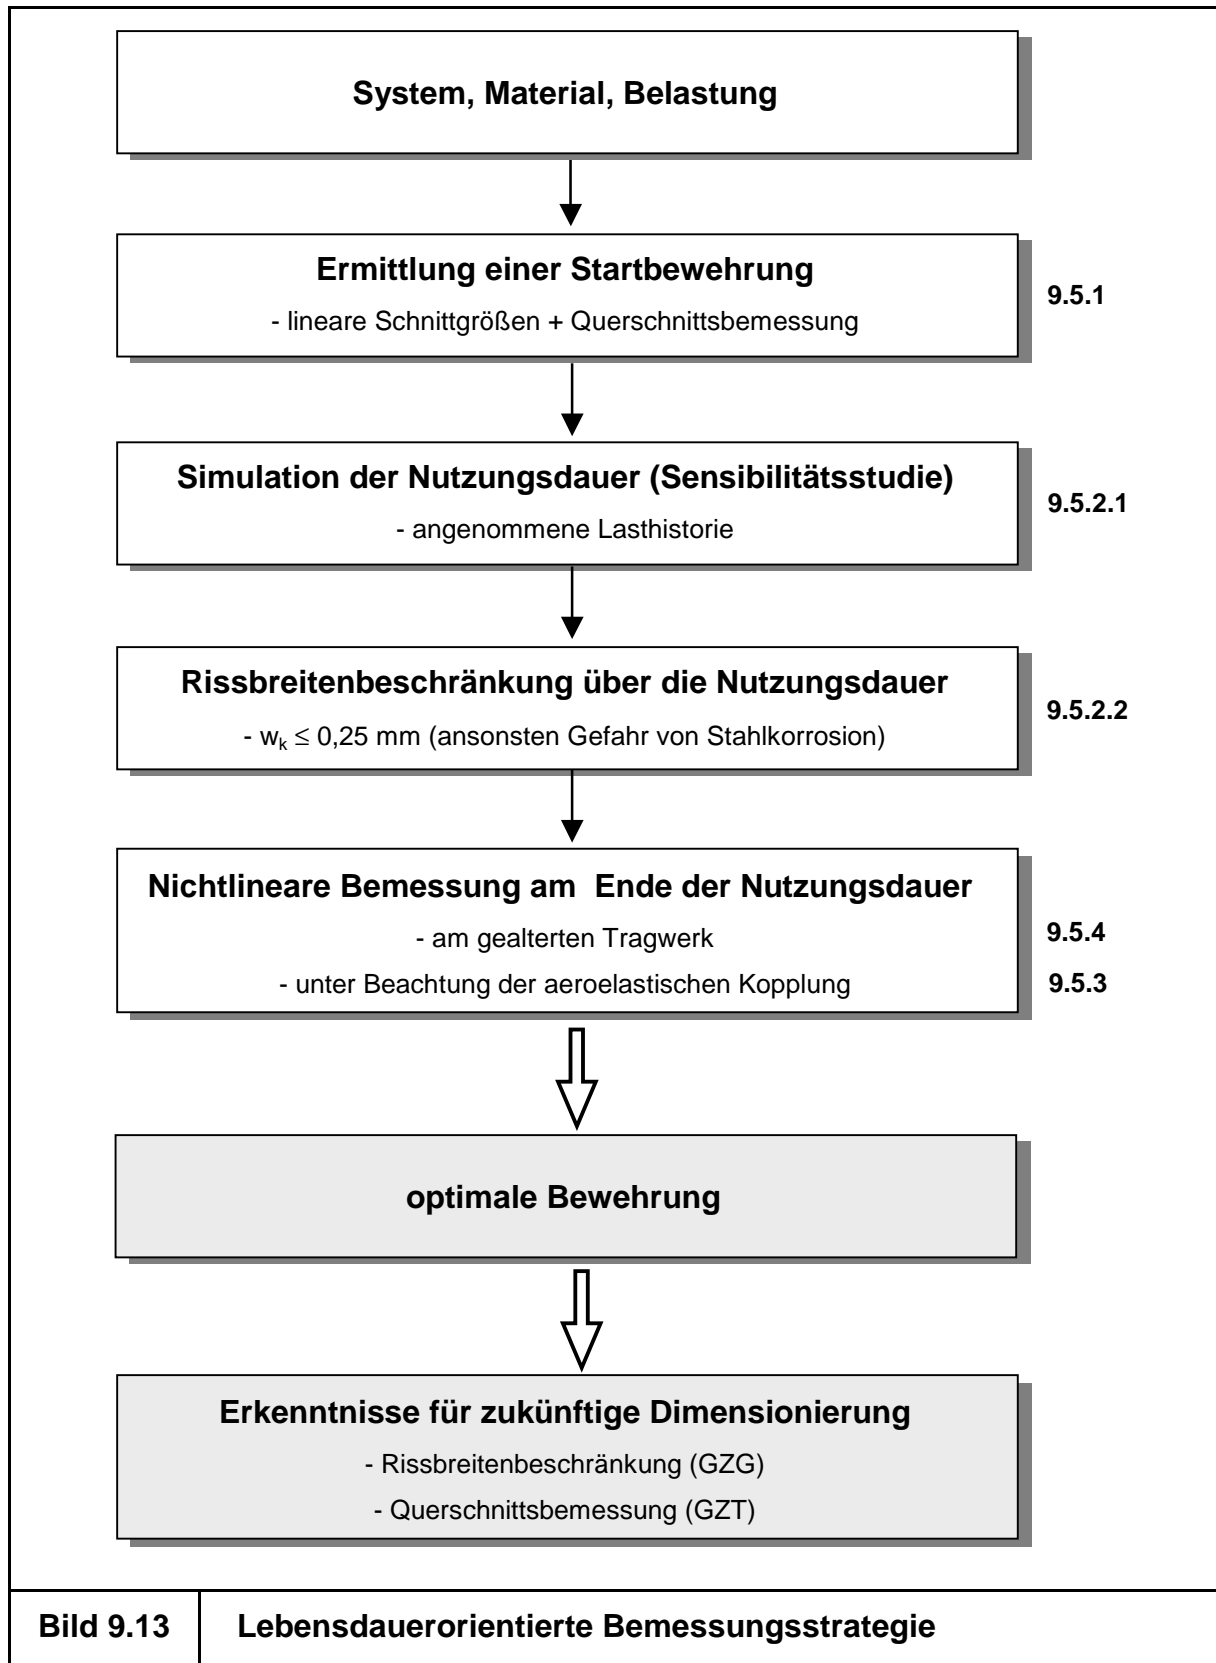 System, Material, Belastung
Ermittlung einer Startbewehrung
- lineare Schnittgrößen + Querschnittsbemessung
9.5.1
Simulation der Nutzungsdauer (Sensibilitätsstudie)
- angenommene Lasthistorie
9.5.2.1
Rissbreitenbeschränkung über die Nutzungsdauer
- wk ≤ 0,25 mm (ansonsten Gefahr von Stahlkorrosion)
9.5.2.2
Nichtlineare Bemessung am Ende der Nutzungsdauer
- am gealterten Tragwerk
9.5.4
- unter Beachtung der aeroelastischen Kopplung
9.5.3
optimale Bewehrung
Erkenntnisse für zukünftige Dimensionierung
- Rissbreitenbeschränkung (GZG)
- Querschnittsbemessung (GZT)
Bild 9.13 Lebensdauerorientierte Bemessungsstrategie